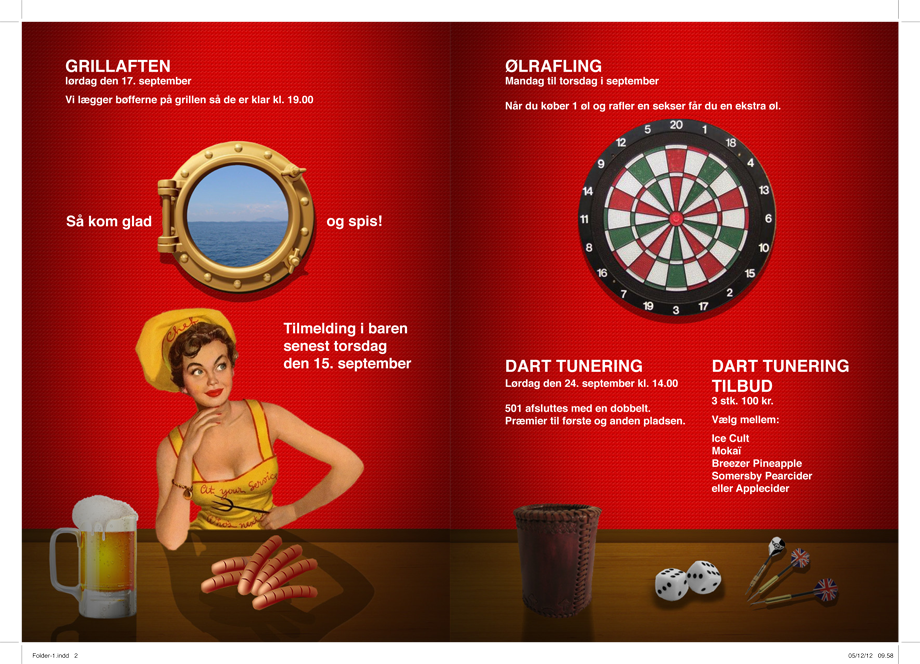 GRILLAFTEN
lørdag den 17. september
Vi lægger bøfferne på grillen så de er klar kl. 19.00
Så kom glad
og spis!
Chef
Tilmelding i baren
senest torsdag
den 15. september
At your Service
Who's next
ØLRAFLING
Mandag til torsdag i september
Når du køber 1 øl og rafler en sekser får du en ekstra øl.
20
1
18
4
13
6
10
15
2
17
3
19
7
16
8
11
14
9
12
5
DART TUNERING
Lørdag den 24. september kl. 14.00
501 afsluttes med en dobbelt.
Præmier til første og anden pladsen.
DART TUNERING
TILBUD
3 stk. 100 kr.
Vælg mellem:
Ice Cult
Mokaï
Breezer Pineapple
Somersby Pearcider
eller Applecider
Folder-1.indd 2
05/12/12 09.58